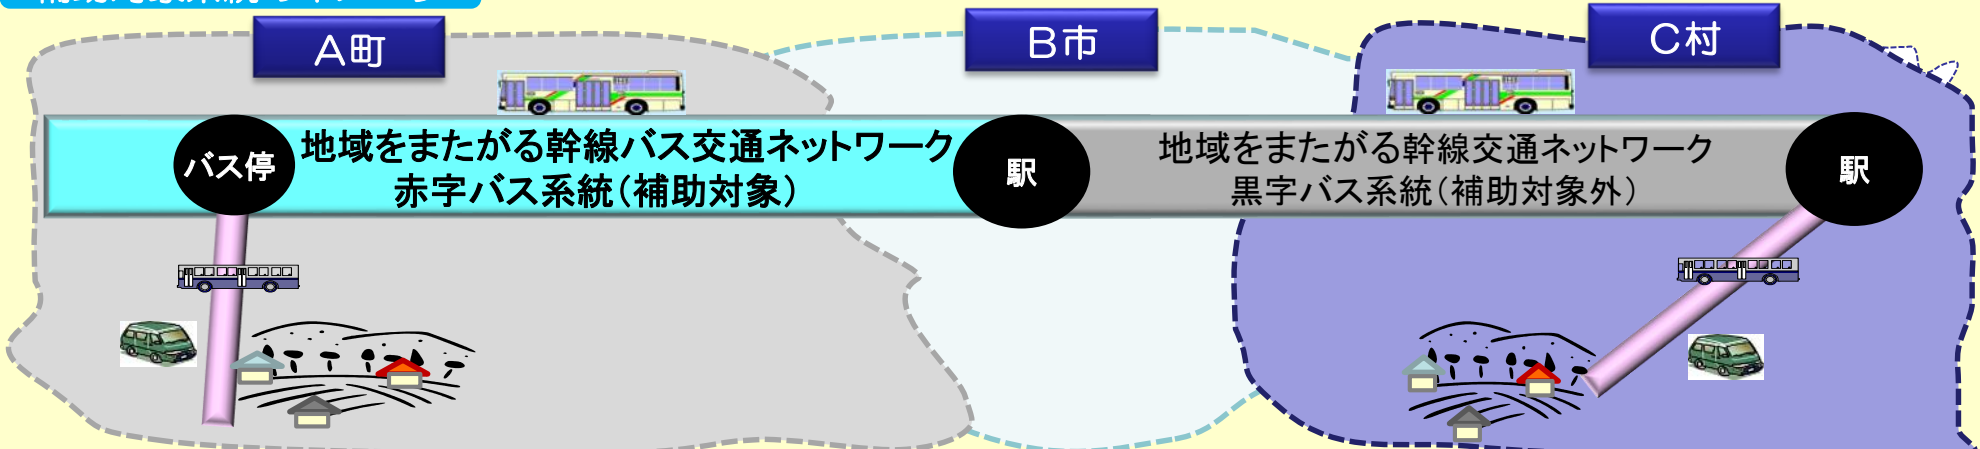 A町
B市
C村
バス停
地域をまたがる幹線バス交通ネットワーク
赤字バス系統(補助対象)
駅
地域をまたがる幹線交通ネットワーク
黒字バス系統(補助対象外)
駅